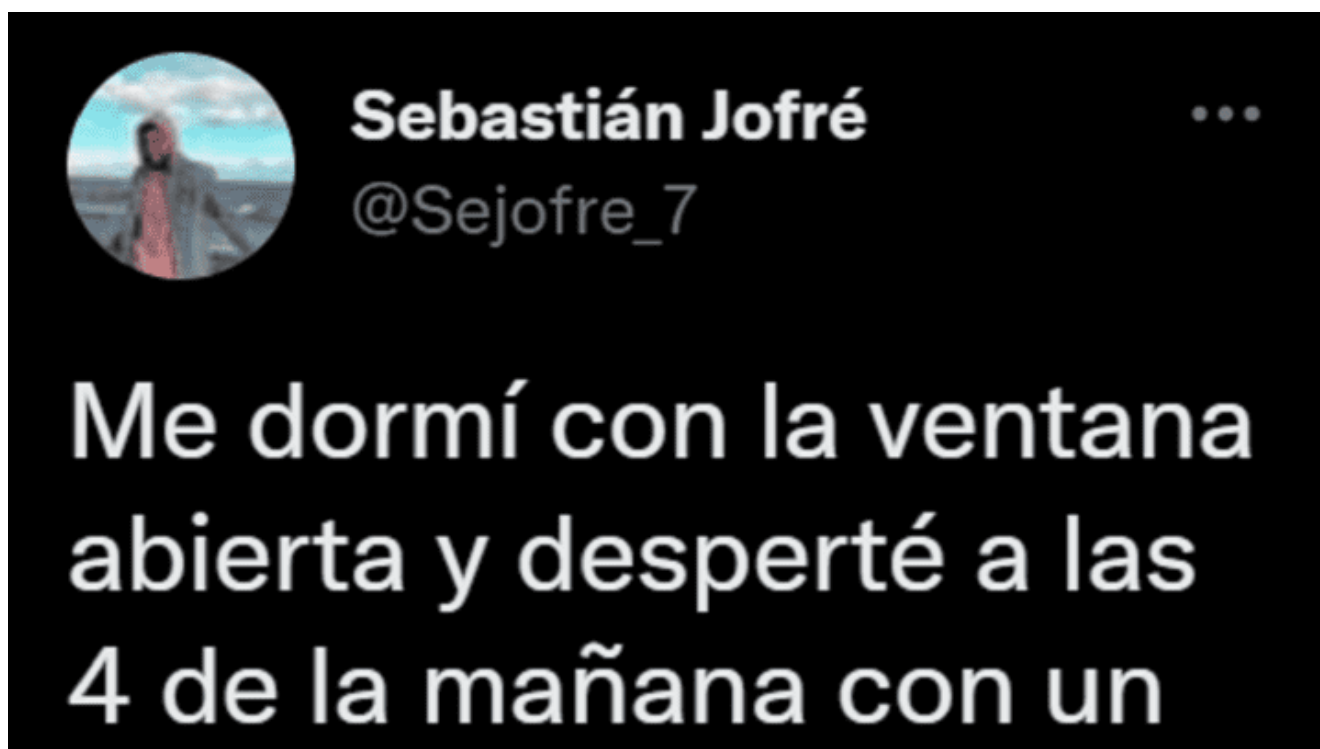 Sebastián Jofré
@Sejofre_7
Me dormí con la ventana
abierta y desperté a las
4 de la mañana con un